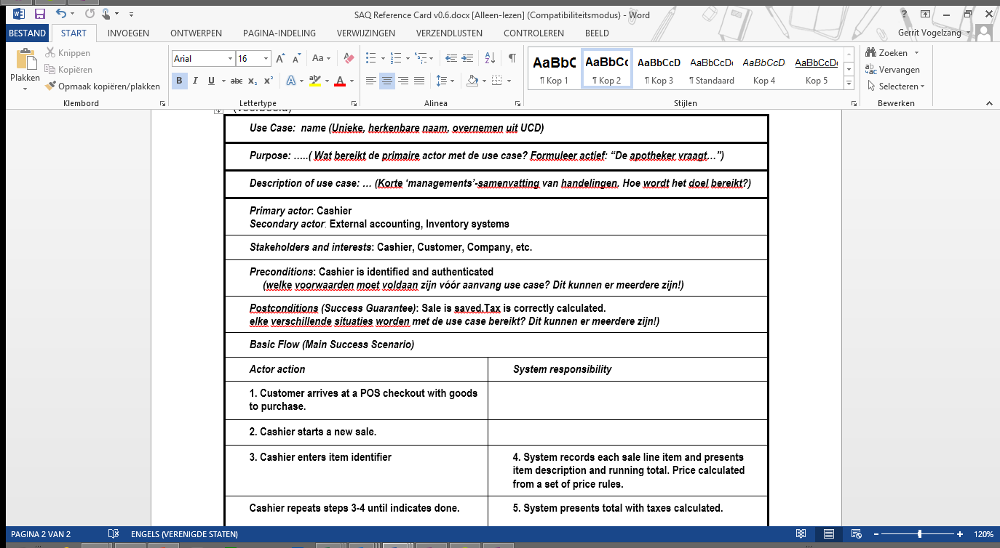 SAQ Reference Card v0.6.docx [Alleen-lezen] (Compatibiliteitsmodus) - Word
BESTAND START INVOEGEN ONTWERPEN PAGINA-INDELING VERWIJZINGEN VERZENDLIJSTEN CONTROLEREN BEELD Gerrit Vogelzang
Plakken
Knippen
Kopiëren
Opmaak kopiëren/plakken
Klembord
Arial 16
Lettertype
Alinea
AaBbC AaBbCc AaBbCcD AaBbCcDc AaBbCcD AaBbCcDc
¶ Kop 1 ¶ Kop 2 ¶ Kop 3 ¶ Standaard Kop 4 Kop 5
Stijlen
Zoeken
Vervangen
Selecteren
Bewerken
(voorbeeld)
Use Case: name (Unieke, herkenbare naam, overnemen uit UCD)
Purpose: …..( Wat bereikt de primaire actor met de use case? Formuleer actief: “De apotheker vraagt…”)
Description of use case: … (Korte ‘managements’-samenvatting van handelingen. Hoe wordt het doel bereikt?)
Primary actor: Cashier
Secondary actor: External accounting, Inventory systems
Stakeholders and interests: Cashier, Customer, Company, etc.
Preconditions: Cashier is identified and authenticated
(welke voorwaarden moet voldaan zijn vóór aanvang use case? Dit kunnen er meerdere zijn!)
Postconditions (Success Guarantee): Sale is saved.Tax is correctly calculated.
elke verschillende situaties worden met de use case bereikt? Dit kunnen er meerdere zijn!)
Basic Flow (Main Success Scenario)
Actor action
System responsibility
1. Customer arrives at a POS checkout with goods
to purchase.
2. Cashier starts a new sale.
3. Cashier enters item identifier
4. System records each sale line item and presents
item description and running total. Price calculated
from a set of price rules.
Cashier repeats steps 3-4 until indicates done.
5. System presents total with taxes calculated.
PAGINA 2 VAN 2 ENGELS (VERENIGDE STATEN) 120%